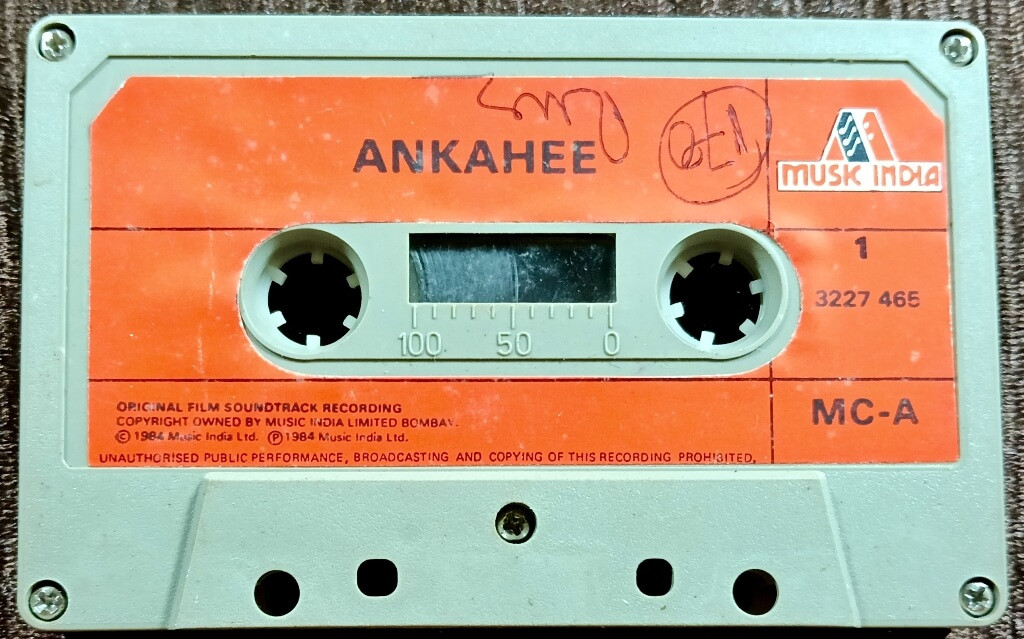 ANKAHEE
MUSIC INDIA
1
3227 465
100 50 0
ORIGINAL FILM SOUNDTRACK RECORDING
COPYRIGHT OWNED BY MUSIC INDIA LIMITED BOMBAY.
© 1984 Music India Ltd. ℗ 1984 Music India Ltd.
UNAUTHORISED PUBLIC PERFORMANCE, BROADCASTING AND COPYING OF THIS RECORDING PROHIBITED.
MC-A